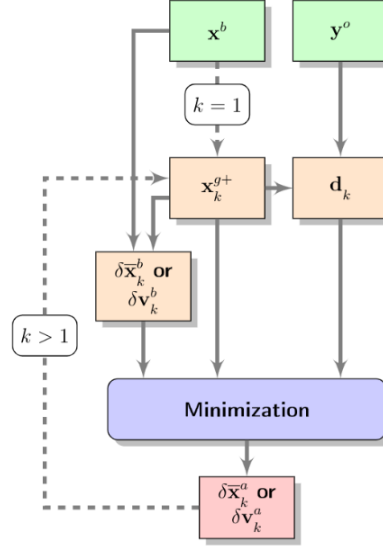 x^b
y^o
k = 1
x_k^{g+}
d_k
δx̅_k^b or
δv_k^b
k > 1
Minimization
δx̅_k^a or
δv_k^a